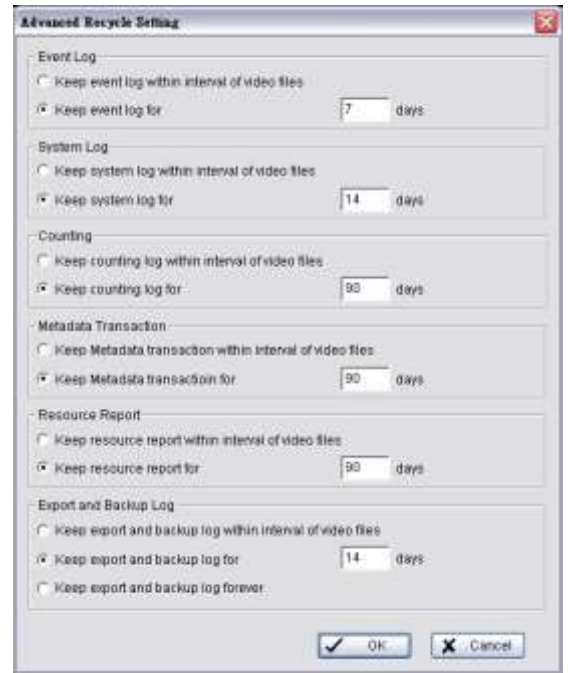 Advanced Recycle Setting
Event Log
Keep event log within interval of video files
Keep event log for 7 days
System Log
Keep system log within interval of video files
Keep system log for 14 days
Counting
Keep counting log within interval of video files
Keep counting log for 90 days
Metadata Transaction
Keep Metadata transaction within interval of video files
Keep Metadata transactioin for 90 days
Resource Report
Keep resource report within interval of video files
Keep resource report for 90 days
Export and Backup Log
Keep export and backup log within interval of video files
Keep export and backup log for 14 days
Keep export and backup log forever
OK Cancel